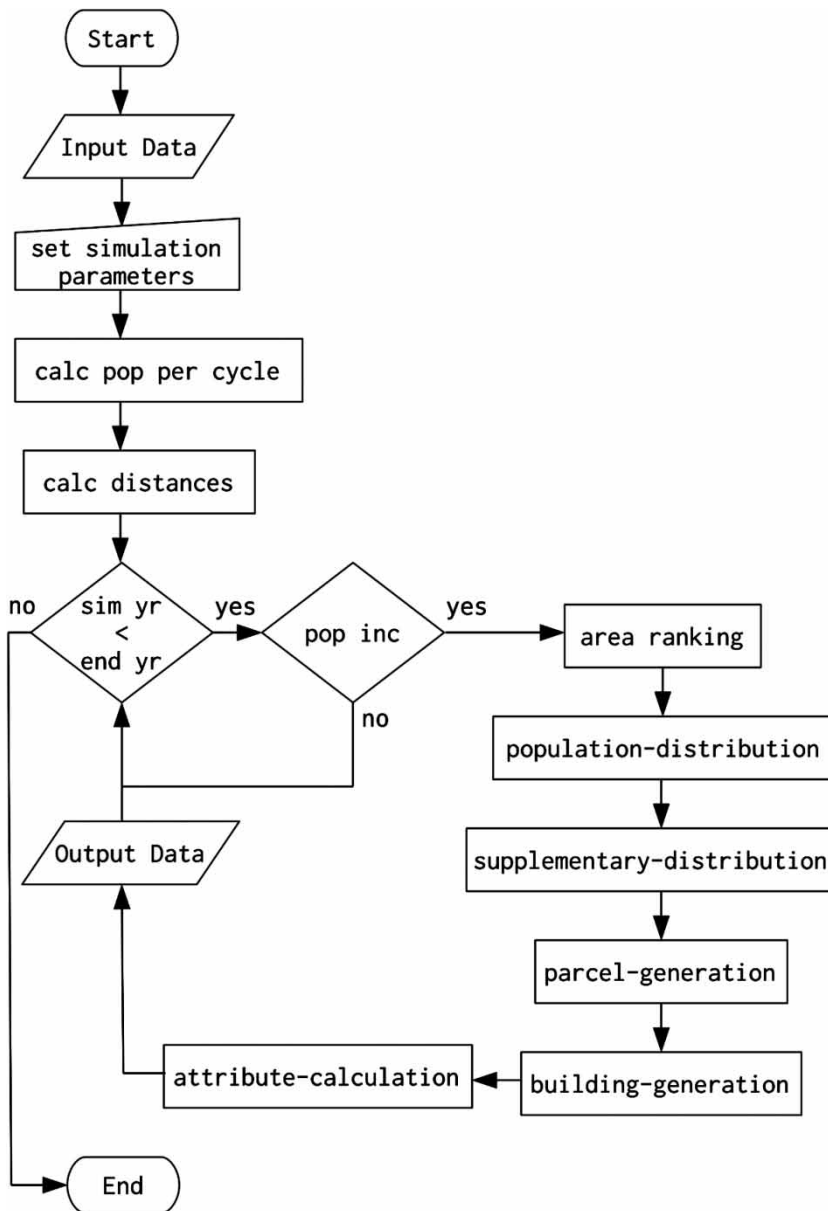 Start
Input Data
set simulation
parameters
calc pop per cycle
calc distances
no
sim yr
<
end yr
yes
pop inc
yes
no
area ranking
population-distribution
supplementary-distribution
parcel-generation
building-generation
attribute-calculation
Output Data
End